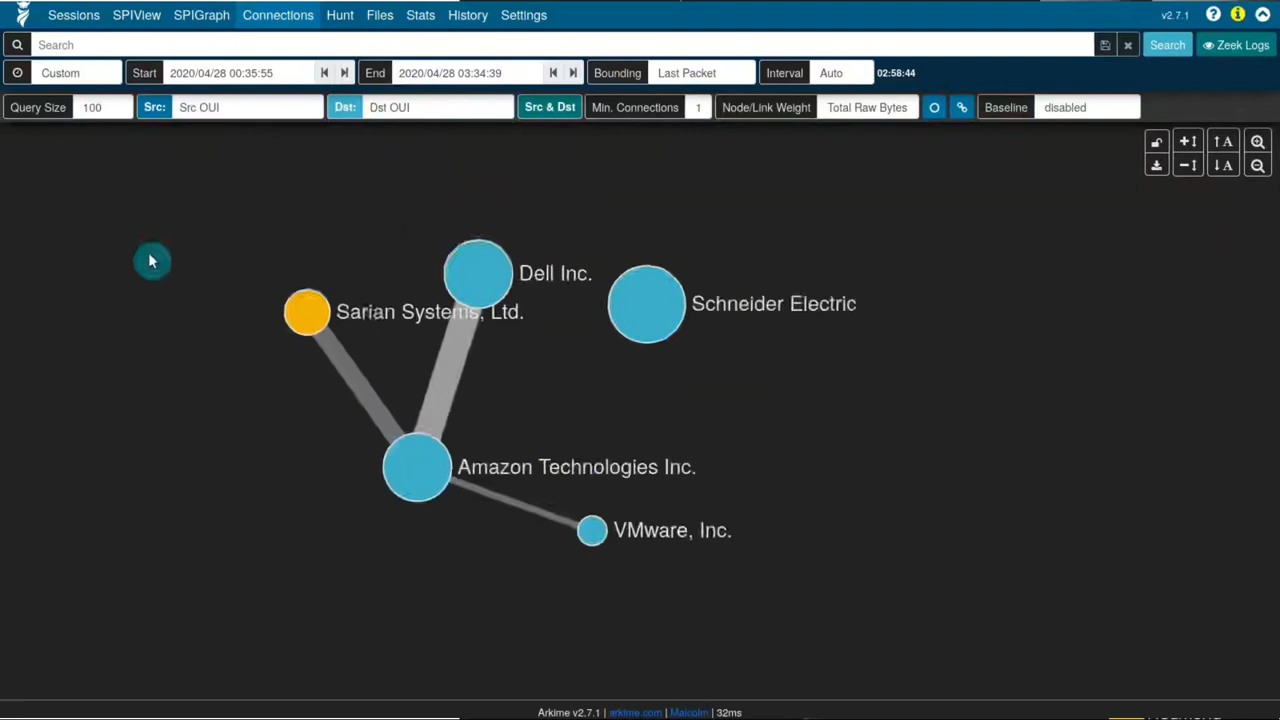 Sessions SPIView SPIGraph Connections Hunt Files Stats History Settings v2.7.1
Search Search Zeek Logs
Custom Start 2020/04/28 00:35:55 End 2020/04/28 03:34:39 Bounding Last Packet Interval Auto 02:58:44
Query Size 100 Src: Src OUI Dst: Dst OUI Src & Dst Min. Connections 1 Node/Link Weight Total Raw Bytes Baseline disabled
A
A
Dell Inc.
Schneider Electric
Sarian Systems, Ltd.
Amazon Technologies Inc.
VMware, Inc.
Arkime v2.7.1 | arkime.com | Malcolm | 32ms